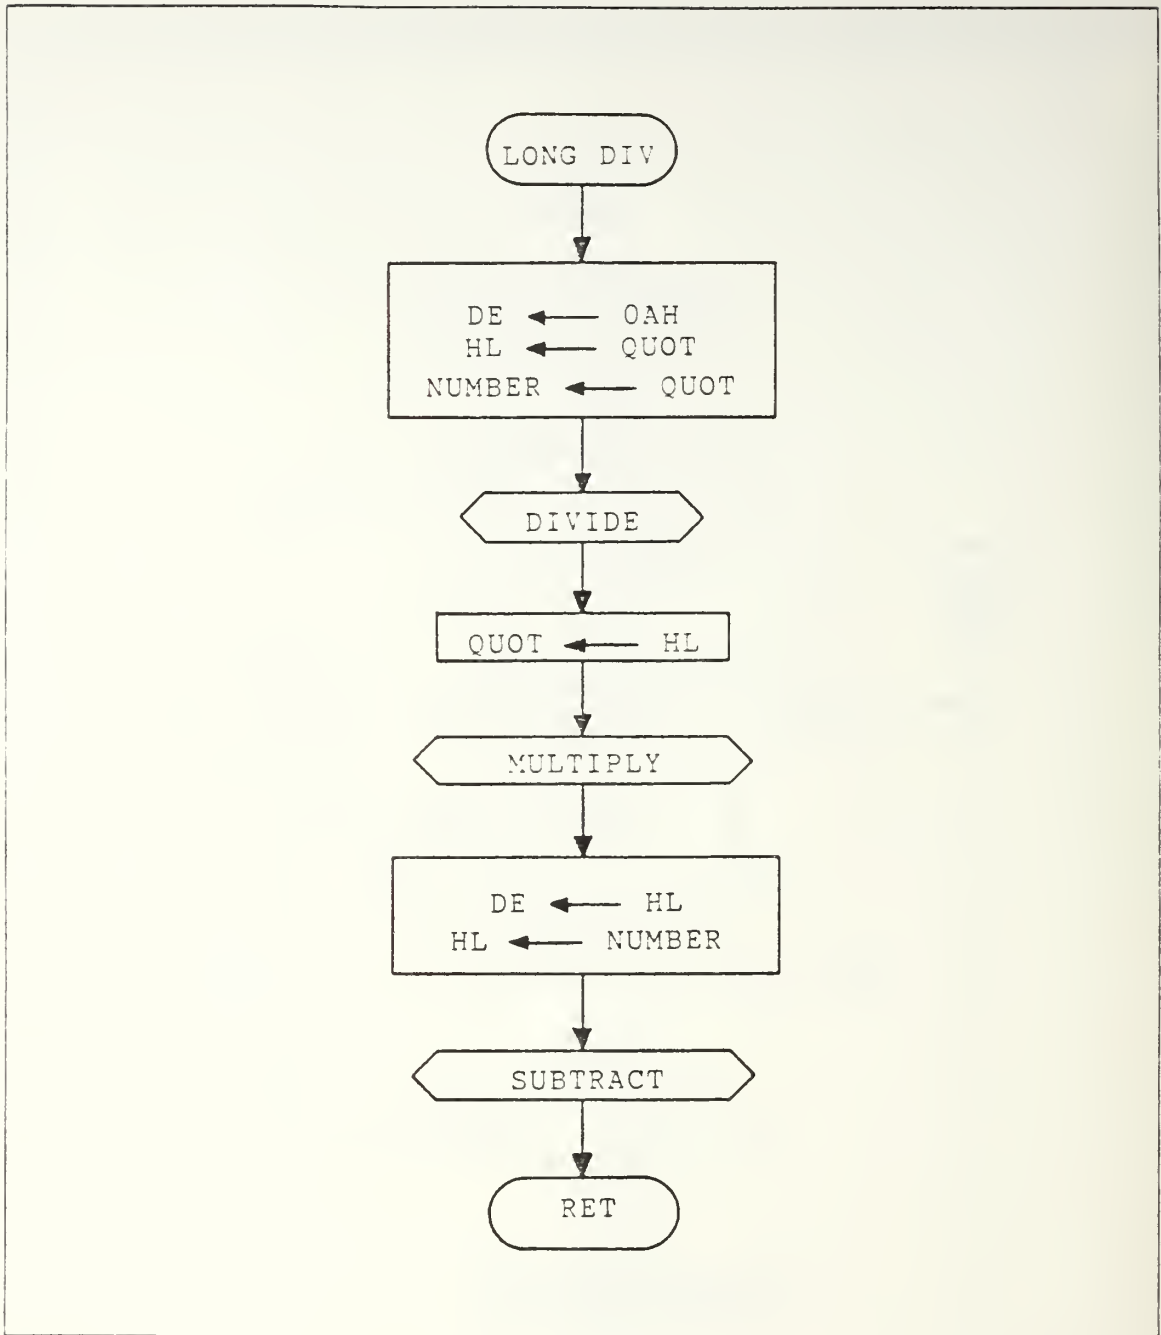 LONG DIV
DE ← OAH
HL ← QUOT
NUMBER ← QUOT
DIVIDE
QUOT ← HL
MULTIPLY
DE ← HL
HL ← NUMBER
SUBTRACT
RET